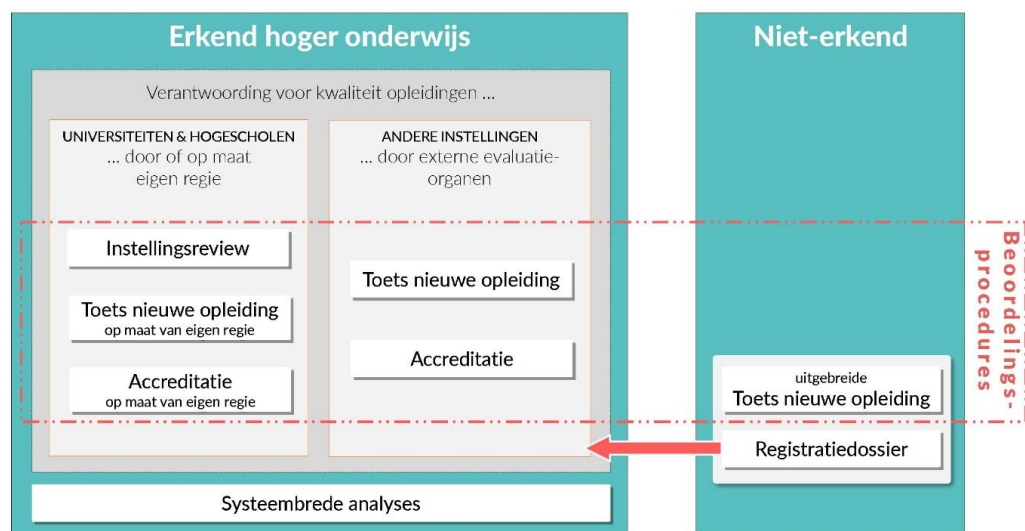 Erkend hoger onderwijs
Verantwoording voor kwaliteit opleidingen ...
UNIVERSITEITEN & HOGESCHOLEN
... door of op maat
eigen regie
Instellingsreview
Toets nieuwe opleiding
op maat van eigen regie
Accreditatie
op maat van eigen regie
ANDERE INSTELLINGEN
... door externe evaluatie-
organen
Toets nieuwe opleiding
Accreditatie
Systeembrede analyses
Niet-erkend
uitgebreide
Toets nieuwe opleiding
Registratiedossier
Beoordelings-
procedures